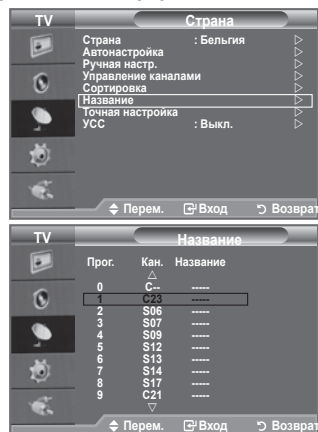 TV Страна
Страна : Бельгия ▷
Автонастройка ▷
Ручная настр. ▷
Управление каналами ▷
Сортировка ▷
Название ▷
Точная настройка ▷
УСС : Выкл. ▷
Перем. Вход Возврат
TV Название
Прог. Кан. Название
△
0 C-- -----
1 C23 -----
2 S06 -----
3 S07 -----
4 S09 -----
5 S12 -----
6 S13 -----
7 S14 -----
8 S17 -----
9 C21 -----
▽
Перем. Вход Возврат